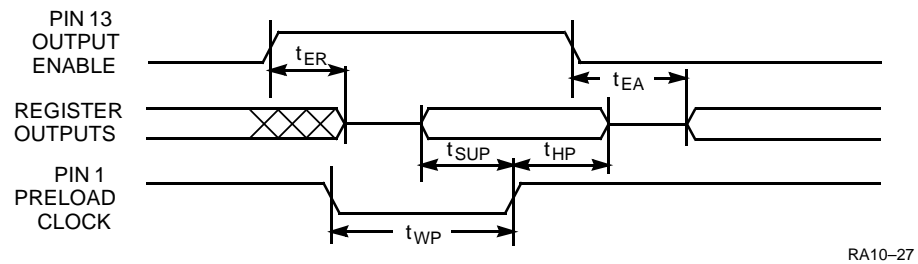 PIN 13
OUTPUT
ENABLE
tER
tEA
REGISTER
OUTPUTS
tSUP
tHP
PIN 1
PRELOAD
CLOCK
tWP
RA10–27